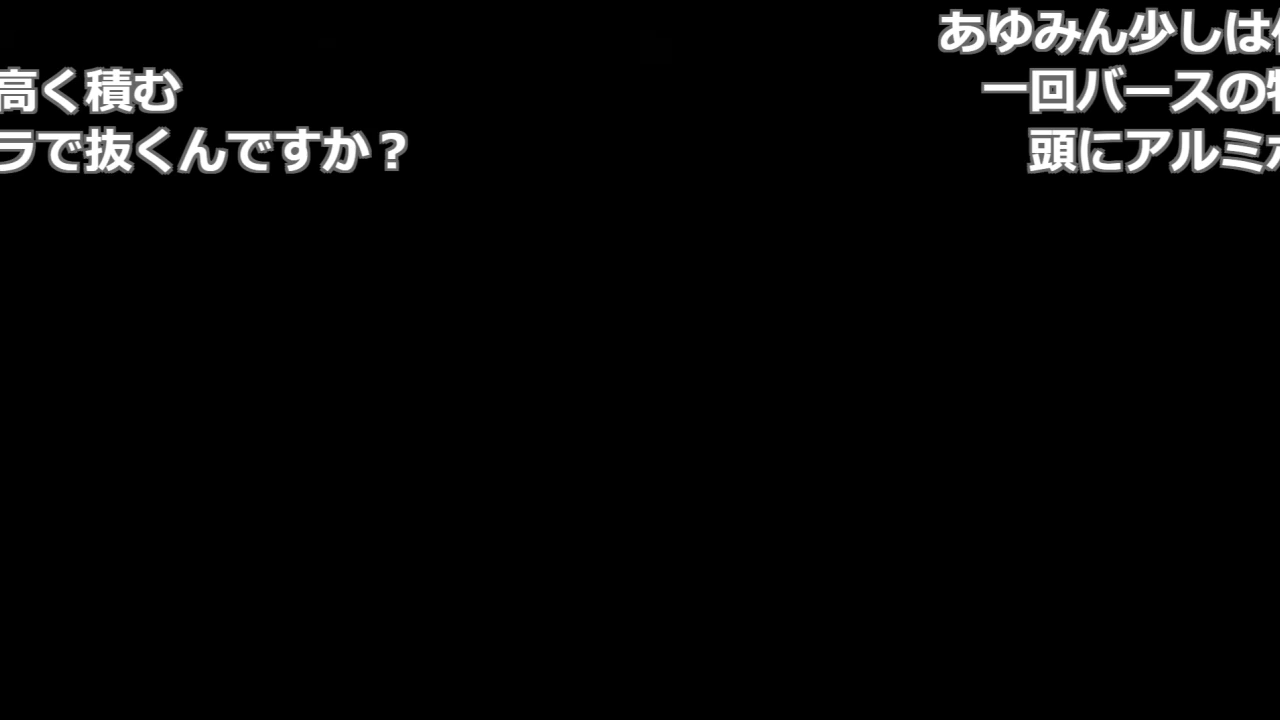 あゆみん少しは
高く積む
一回バースの
ラで抜くんですか？
頭にアルミ